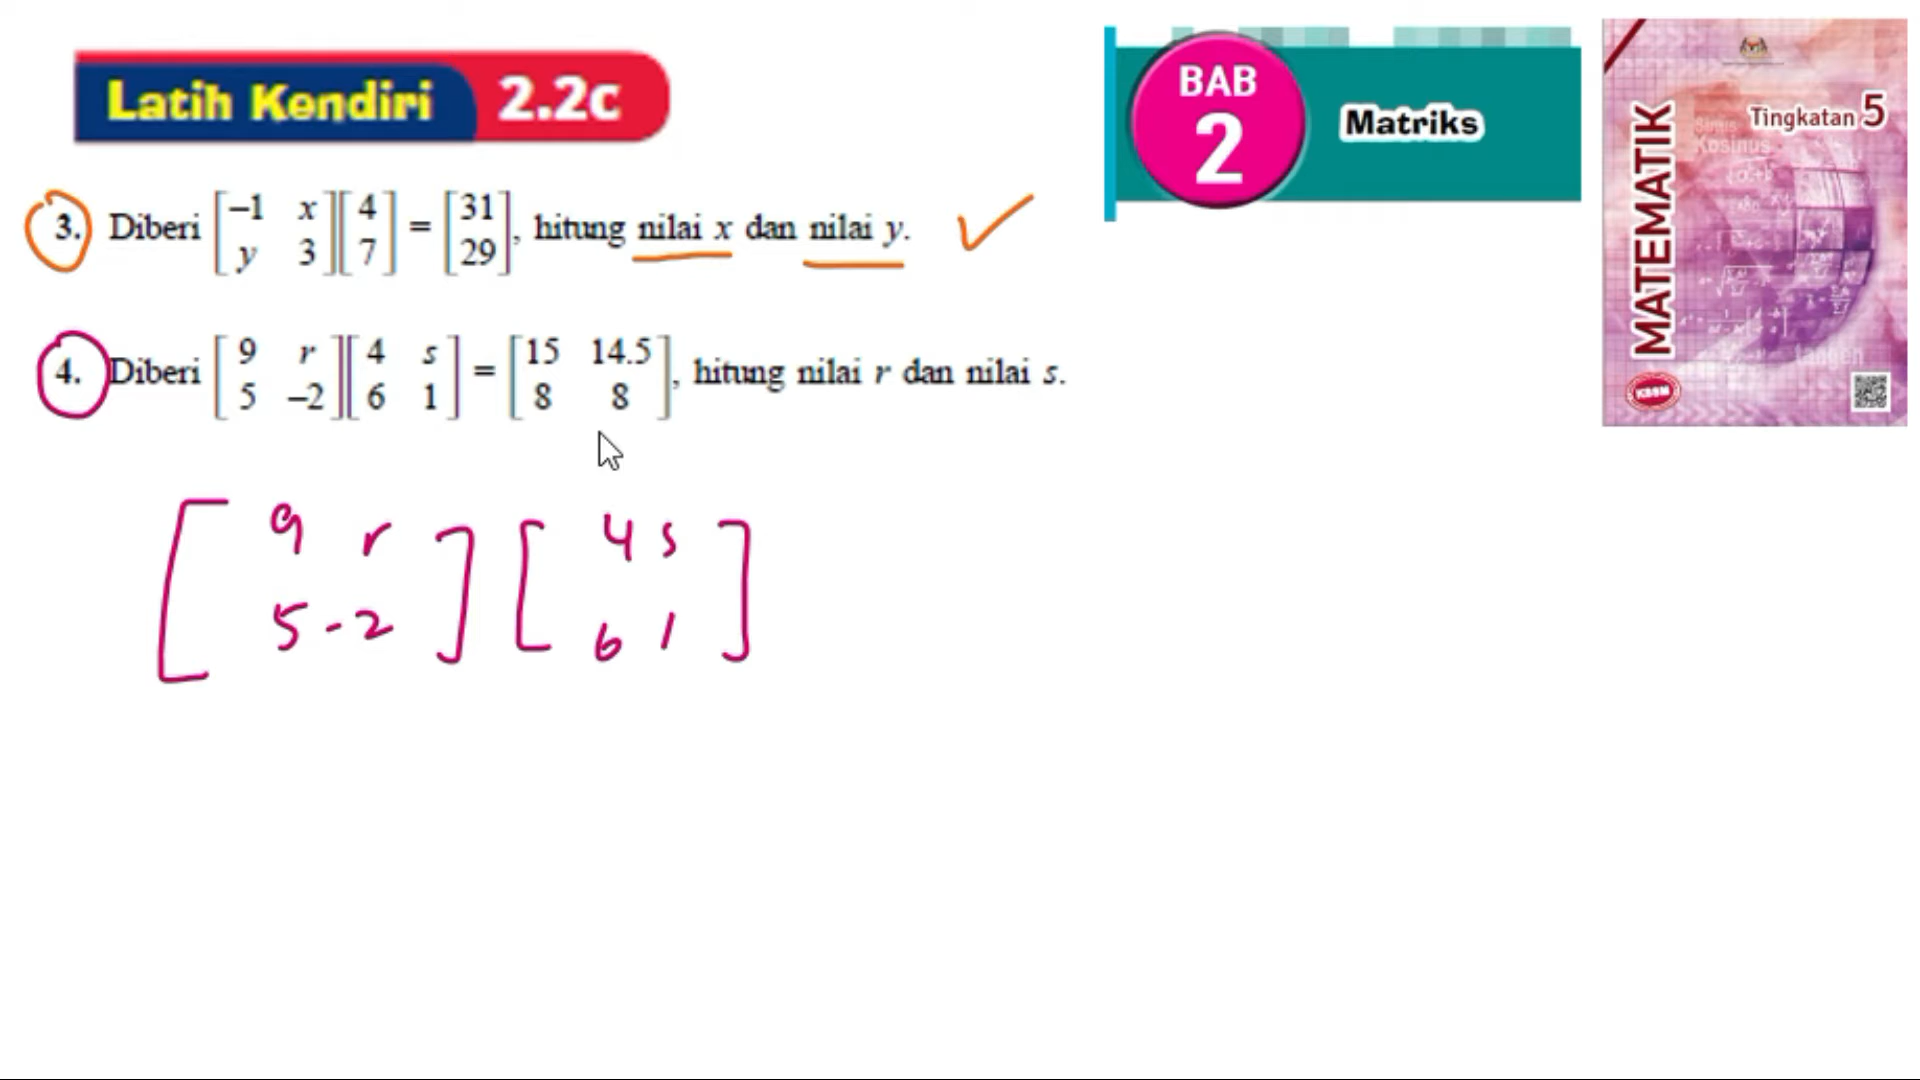 Latih Kendiri 2.2c
BAB 2 Matriks
MATEMATIK
Tingkatan 5
KBSM
3. Diberi [−1 x; y 3][4; 7] = [31; 29], hitung nilai x dan nilai y.
4. Diberi [9 r; 5 −2][4 s; 6 1] = [15 14.5; 8 8], hitung nilai r dan nilai s.
[9 r] [4 s]
[5 -2] [6 1]